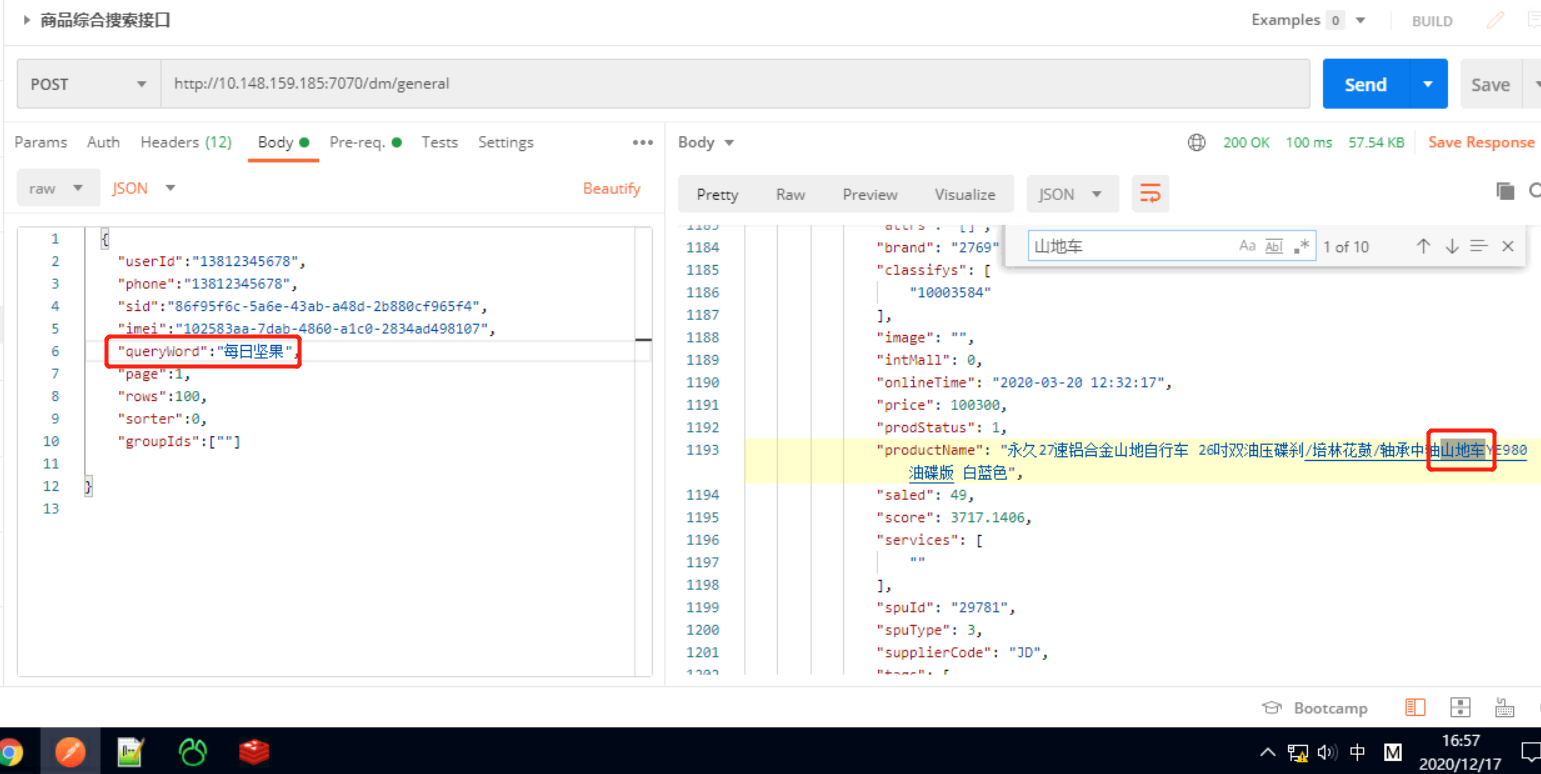 商品综合搜索接口
Examples 0 BUILD
POST http://10.148.159.185:7070/dm/general Send Save
Params Auth Headers (12) Body Pre-req. Tests Settings
raw JSON Beautify
1 {
2 "userId":"13812345678",
3 "phone":"13812345678",
4 "sid":"86f95f6c-5a6e-43ab-a48d-2b880cf965f4",
5 "imei":"102583aa-7dab-4860-a1c0-2834ad498107",
6 "queryWord":"每日坚果",
7 "page":1,
8 "rows":100,
9 "sorter":0,
10 "groupIds":[""]
11
12 }
13
Body 200 OK 100 ms 57.54 KB Save Response
Pretty Raw Preview Visualize JSON
山地车 Aa Abl .* 1 of 10
1183 "attrs": "[]",
1184 "brand": "2769"
1185 "classifys": [
1186 "10003584"
1187 ],
1188 "image": "",
1189 "intMall": 0,
1190 "onlineTime": "2020-03-20 12:32:17",
1191 "price": 100300,
1192 "prodStatus": 1,
1193 "productName": "永久27速铝合金山地自行车 26吋双油压碟刹/培林花鼓/轴承中轴山地车YE980
油碟版 白蓝色",
1194 "saled": 49,
1195 "score": 3717.1406,
1196 "services": [
1197 ""
1198 ],
1199 "spuId": "29781",
1200 "spuType": 3,
1201 "supplierCode": "JD",
1202 "tags": [
Bootcamp
中 M 16:57
2020/12/17